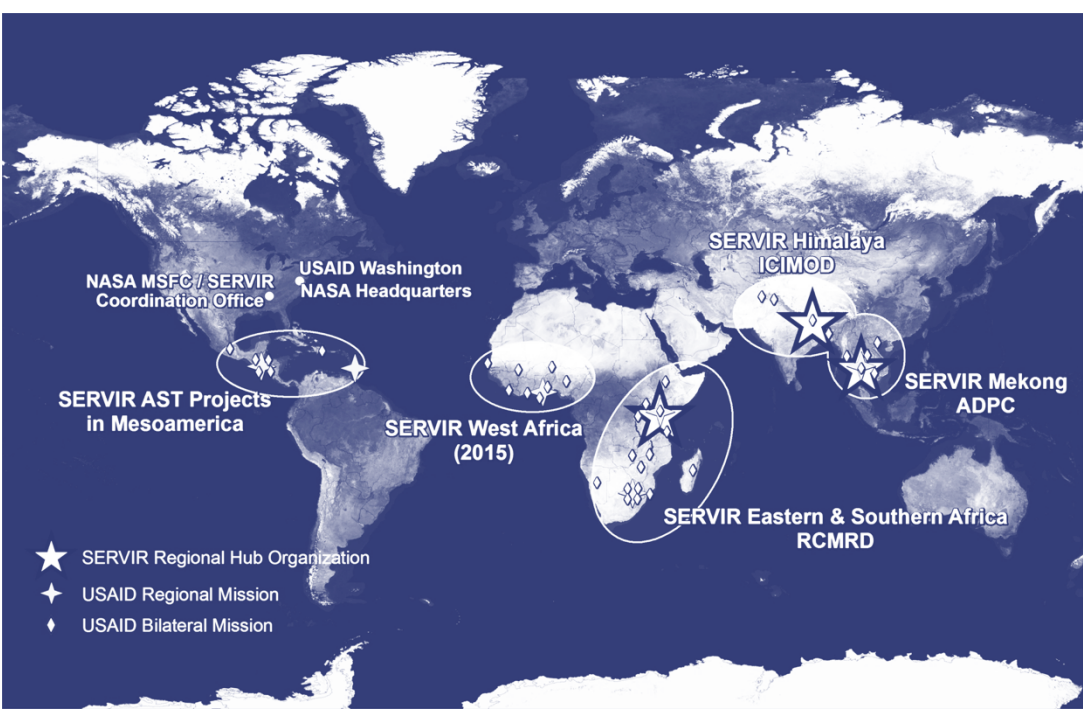 SERVIR Himalaya
ICIMOD
NASA MSFC / SERVIR
Coordination Office
USAID Washington
NASA Headquarters
SERVIR AST Projects
in Mesoamerica
SERVIR West Africa
(2015)
SERVIR Mekong
ADPC
SERVIR Eastern & Southern Africa
RCMRD
SERVIR Regional Hub Organization
USAID Regional Mission
USAID Bilateral Mission